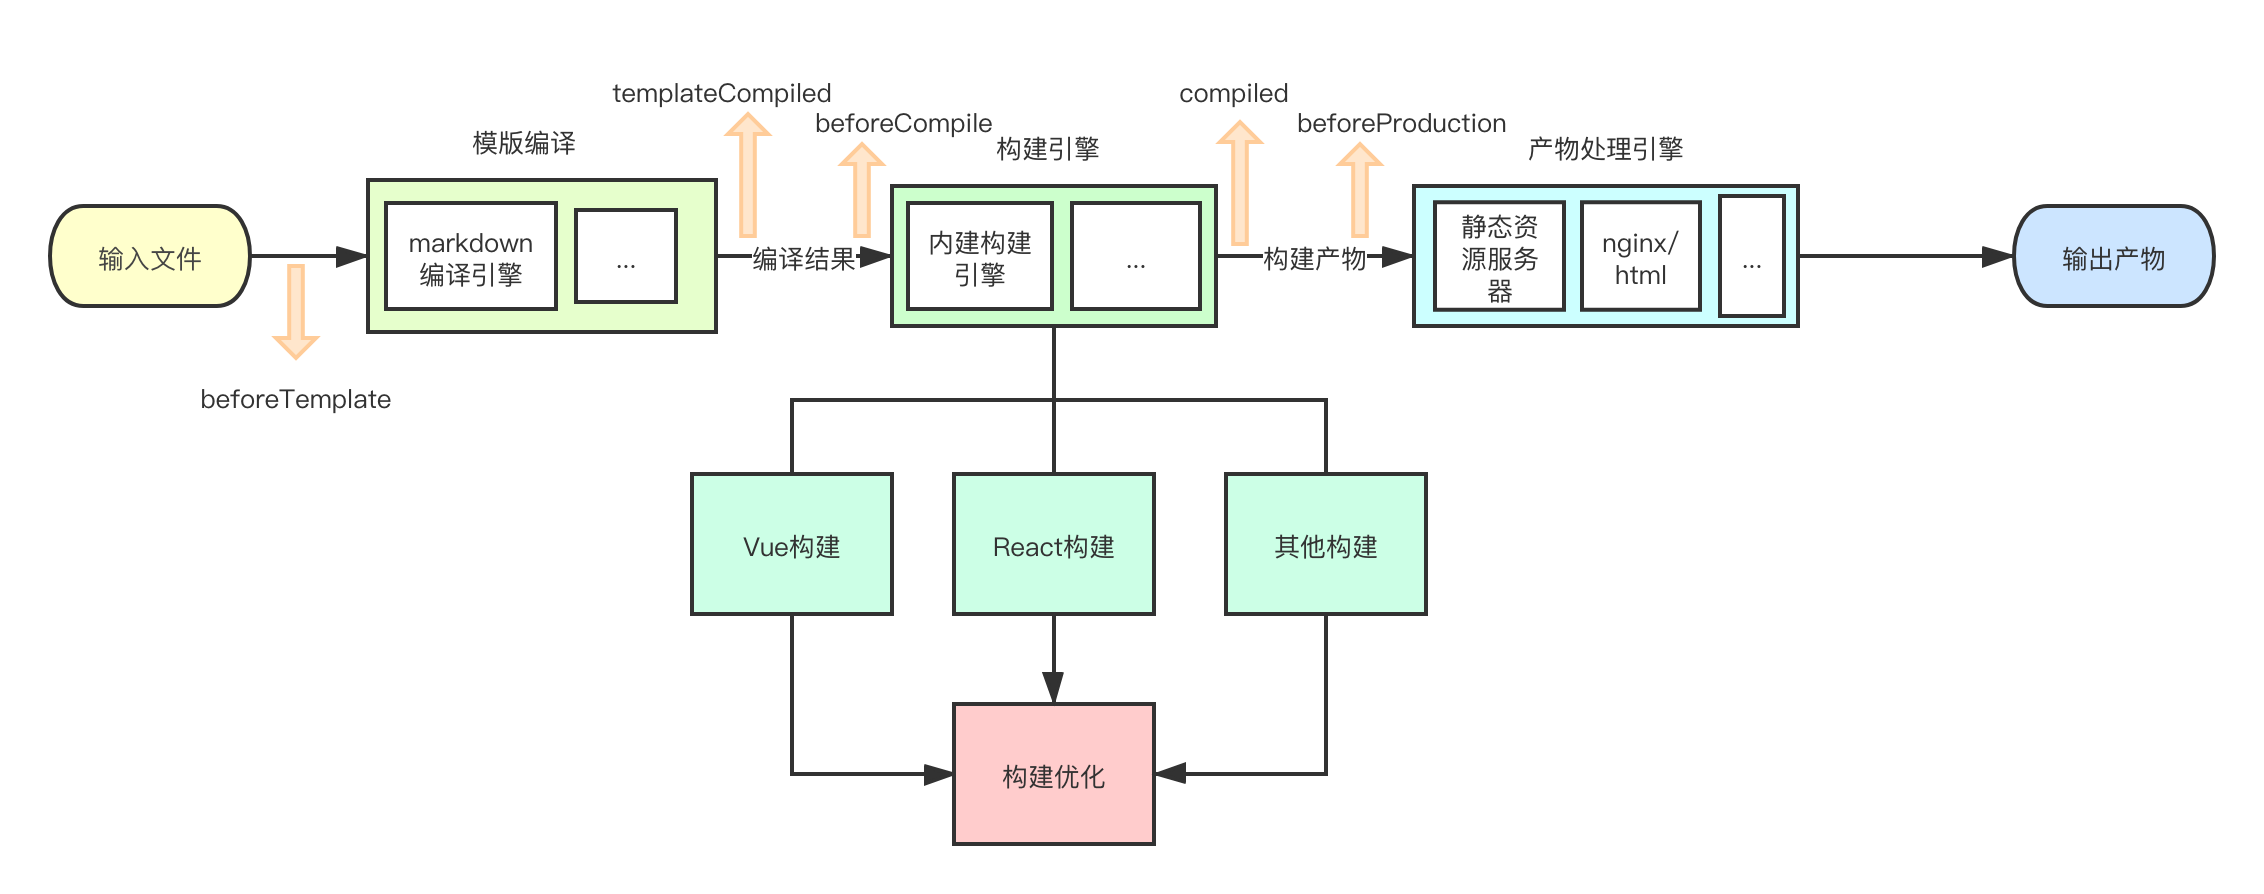 templateCompiled
compiled
beforeCompile
beforeProduction
模版编译
构建引擎
产物处理引擎
输入文件
markdown
编译引擎
...
编译结果
内建构建
引擎
...
构建产物
静态资
源服务
器
nginx/
html
...
输出产物
beforeTemplate
Vue构建
React构建
其他构建
构建优化